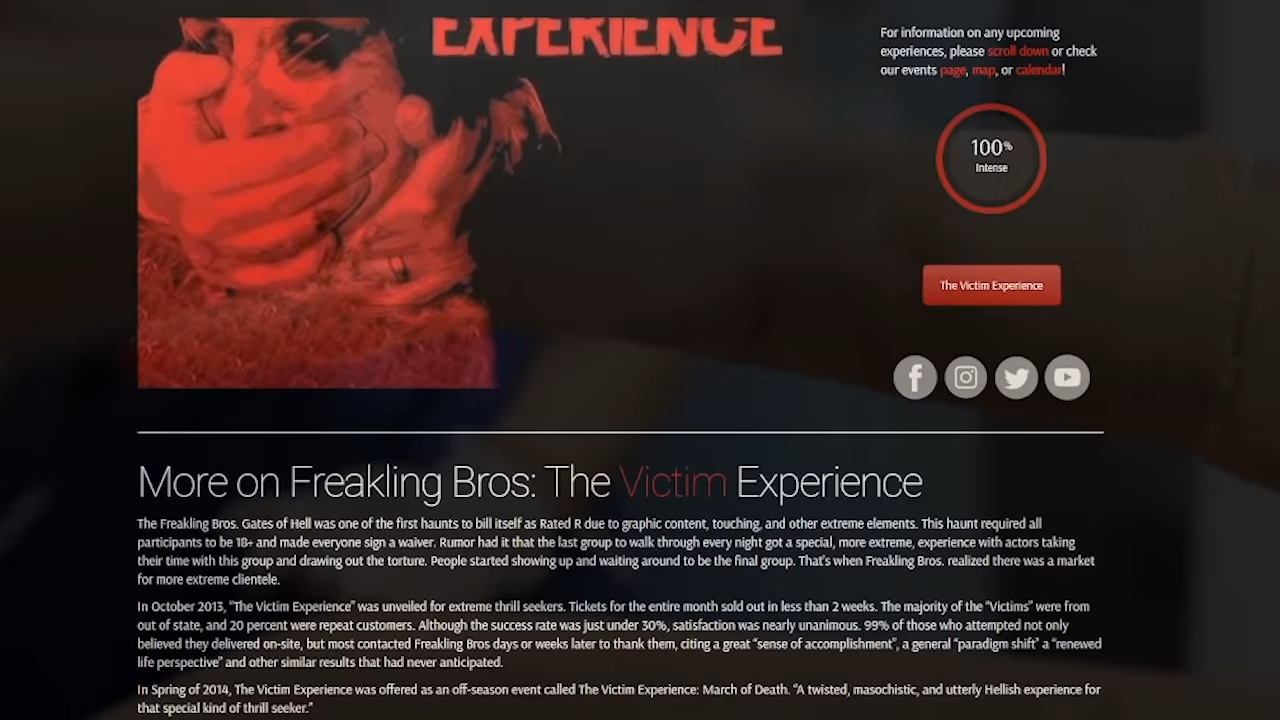 EXPERIENCE
For information on any upcoming
experiences, please scroll down or check
our events page, map, or calendar!
100%
Intense
The Victim Experience
More on Freakling Bros: The Victim Experience
The Freakling Bros. Gates of Hell was one of the first haunts to bill itself as Rated R due to graphic content, touching, and other extreme elements. This haunt required all
participants to be 18+ and made everyone sign a waiver. Rumor had it that the last group to walk through every night got a special, more extreme, experience with actors taking
their time with this group and drawing out the torture. People started showing up and waiting around to be the final group. That's when Freakling Bros. realized there was a market
for more extreme clientele.
In October 2013, “The Victim Experience” was unveiled for extreme thrill seekers. Tickets for the entire month sold out in less than 2 weeks. The majority of the “Victims” were from
out of state, and 20 percent were repeat customers. Although the success rate was just under 30%, satisfaction was nearly unanimous. 99% of those who attempted not only
believed they delivered on-site, but most contacted Freakling Bros days or weeks later to thank them, citing a great “sense of accomplishment”, a general “paradigm shift” a “renewed
life perspective” and other similar results that had never anticipated.
In Spring of 2014, The Victim Experience was offered as an off-season event called The Victim Experience: March of Death. “A twisted, masochistic, and utterly Hellish experience for
that special kind of thrill seeker.”